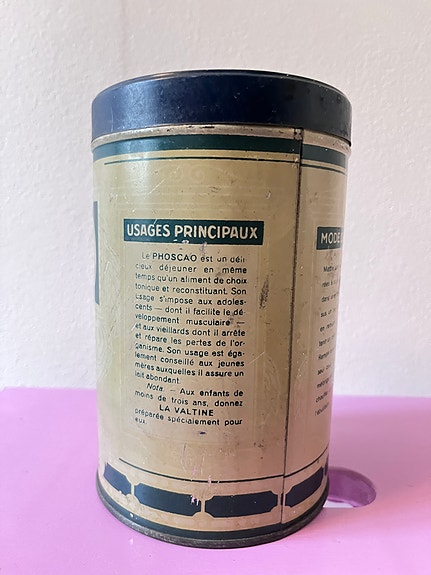 USAGES PRINCIPAUX
Le PHOSCAO est un déli
cieux déjeuner en même
temps qu'un aliment de choix
tonique et reconstituant. Son
usage s'impose aux adoles-
cents — dont il facilite le dé-
veloppement musculaire —
et aux vieillards dont il arrête
et répare les pertes de l'or-
ganisme. Son usage est éga-
lement conseillé aux jeunes
mères auxquelles il assure un
lait abondant.
Nota. — Aux enfants de
moins de trois ans, donnez
LA VALTINE
préparée spécialement pour
eux.
MODE